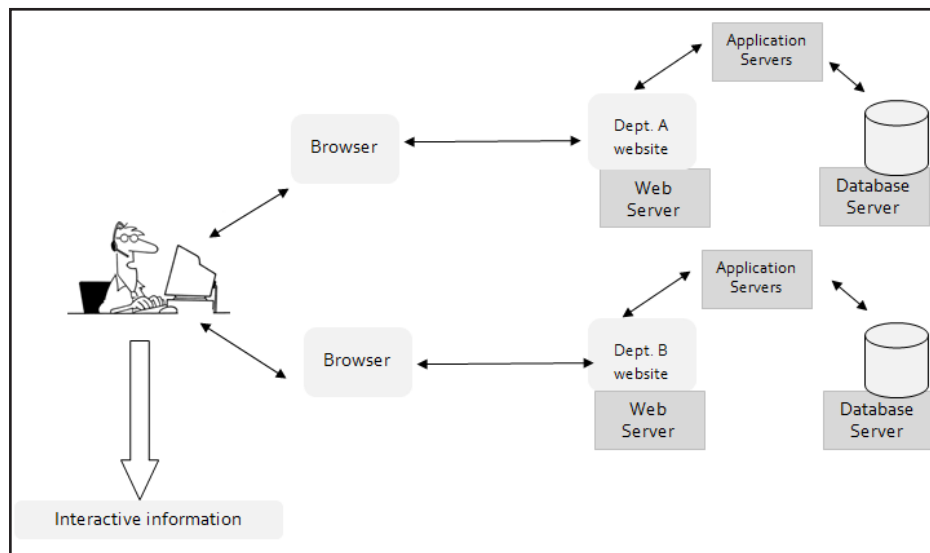 Application
Servers
Browser
Dept. A
website
Web
Server
Database
Server
Application
Servers
Browser
Dept. B
website
Web
Server
Database
Server
Interactive information